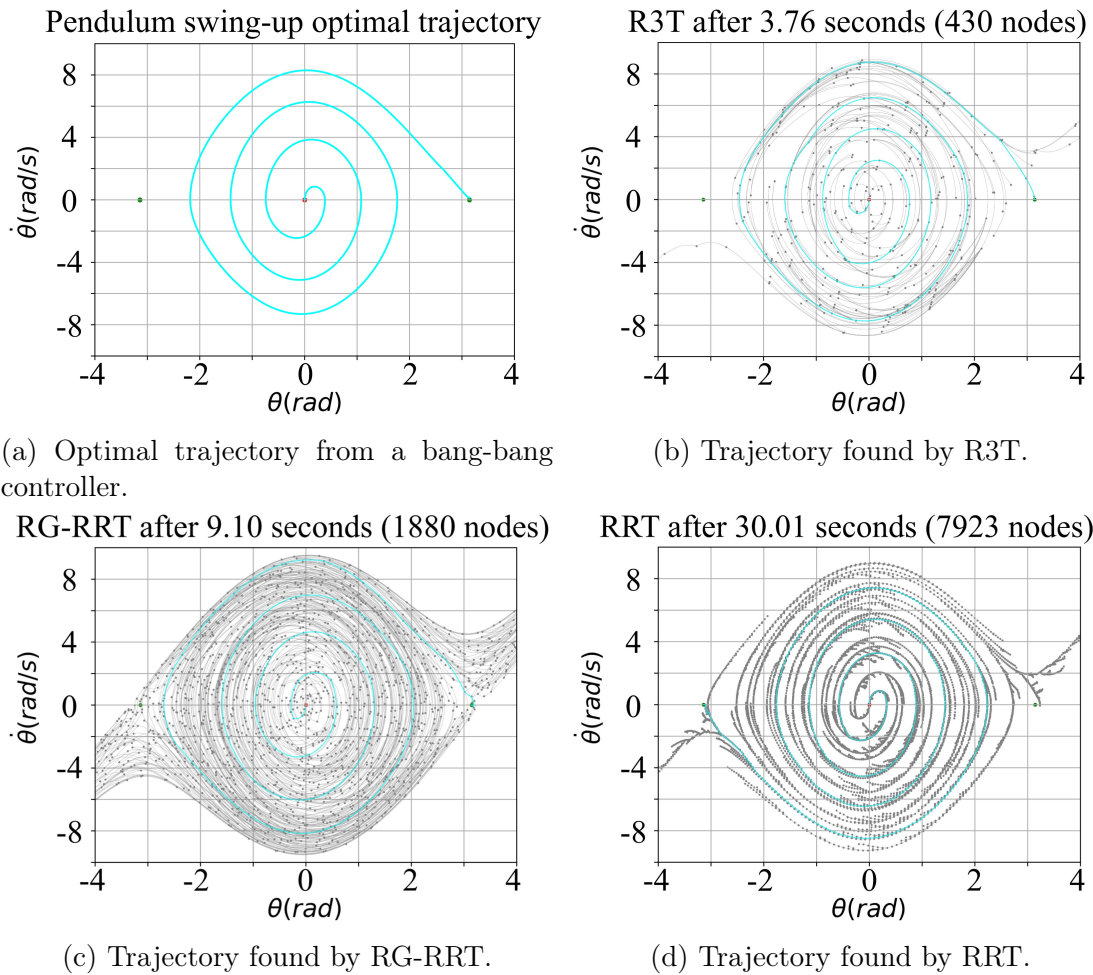 Pendulum swing-up optimal trajectory
8
4
0
-4
-8
θ̇(rad/s)
-4 -2 0 2 4
θ(rad)
(a) Optimal trajectory from a bang-bang
controller.
R3T after 3.76 seconds (430 nodes)
8
4
0
-4
-8
θ̇(rad/s)
-4 -2 0 2 4
θ(rad)
(b) Trajectory found by R3T.
RG-RRT after 9.10 seconds (1880 nodes)
8
4
0
-4
-8
θ̇(rad/s)
-4 -2 0 2 4
θ(rad)
(c) Trajectory found by RG-RRT.
RRT after 30.01 seconds (7923 nodes)
8
4
0
-4
-8
θ̇(rad/s)
-4 -2 0 2 4
θ(rad)
(d) Trajectory found by RRT.